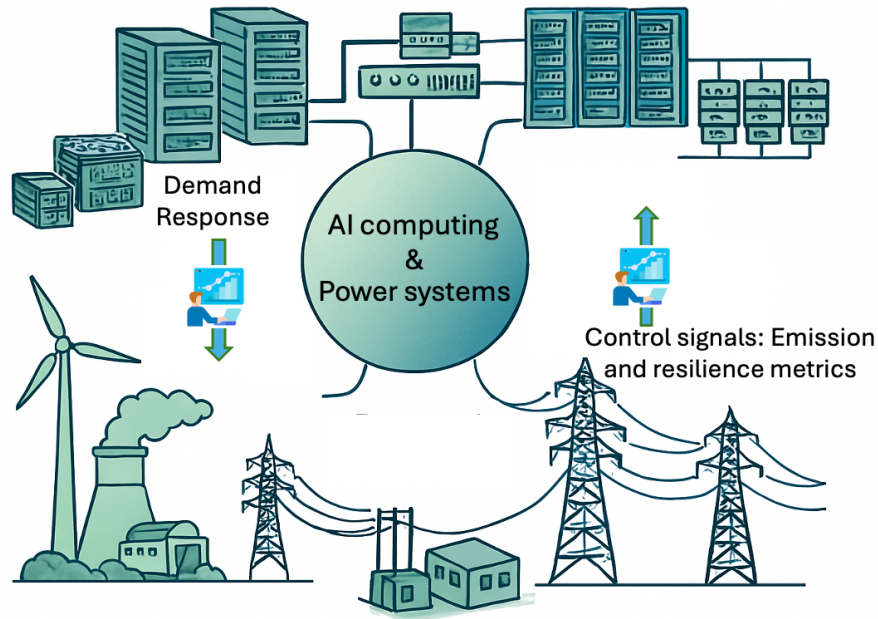 Demand
Response
AI computing
&
Power systems
Control signals: Emission
and resilience metrics